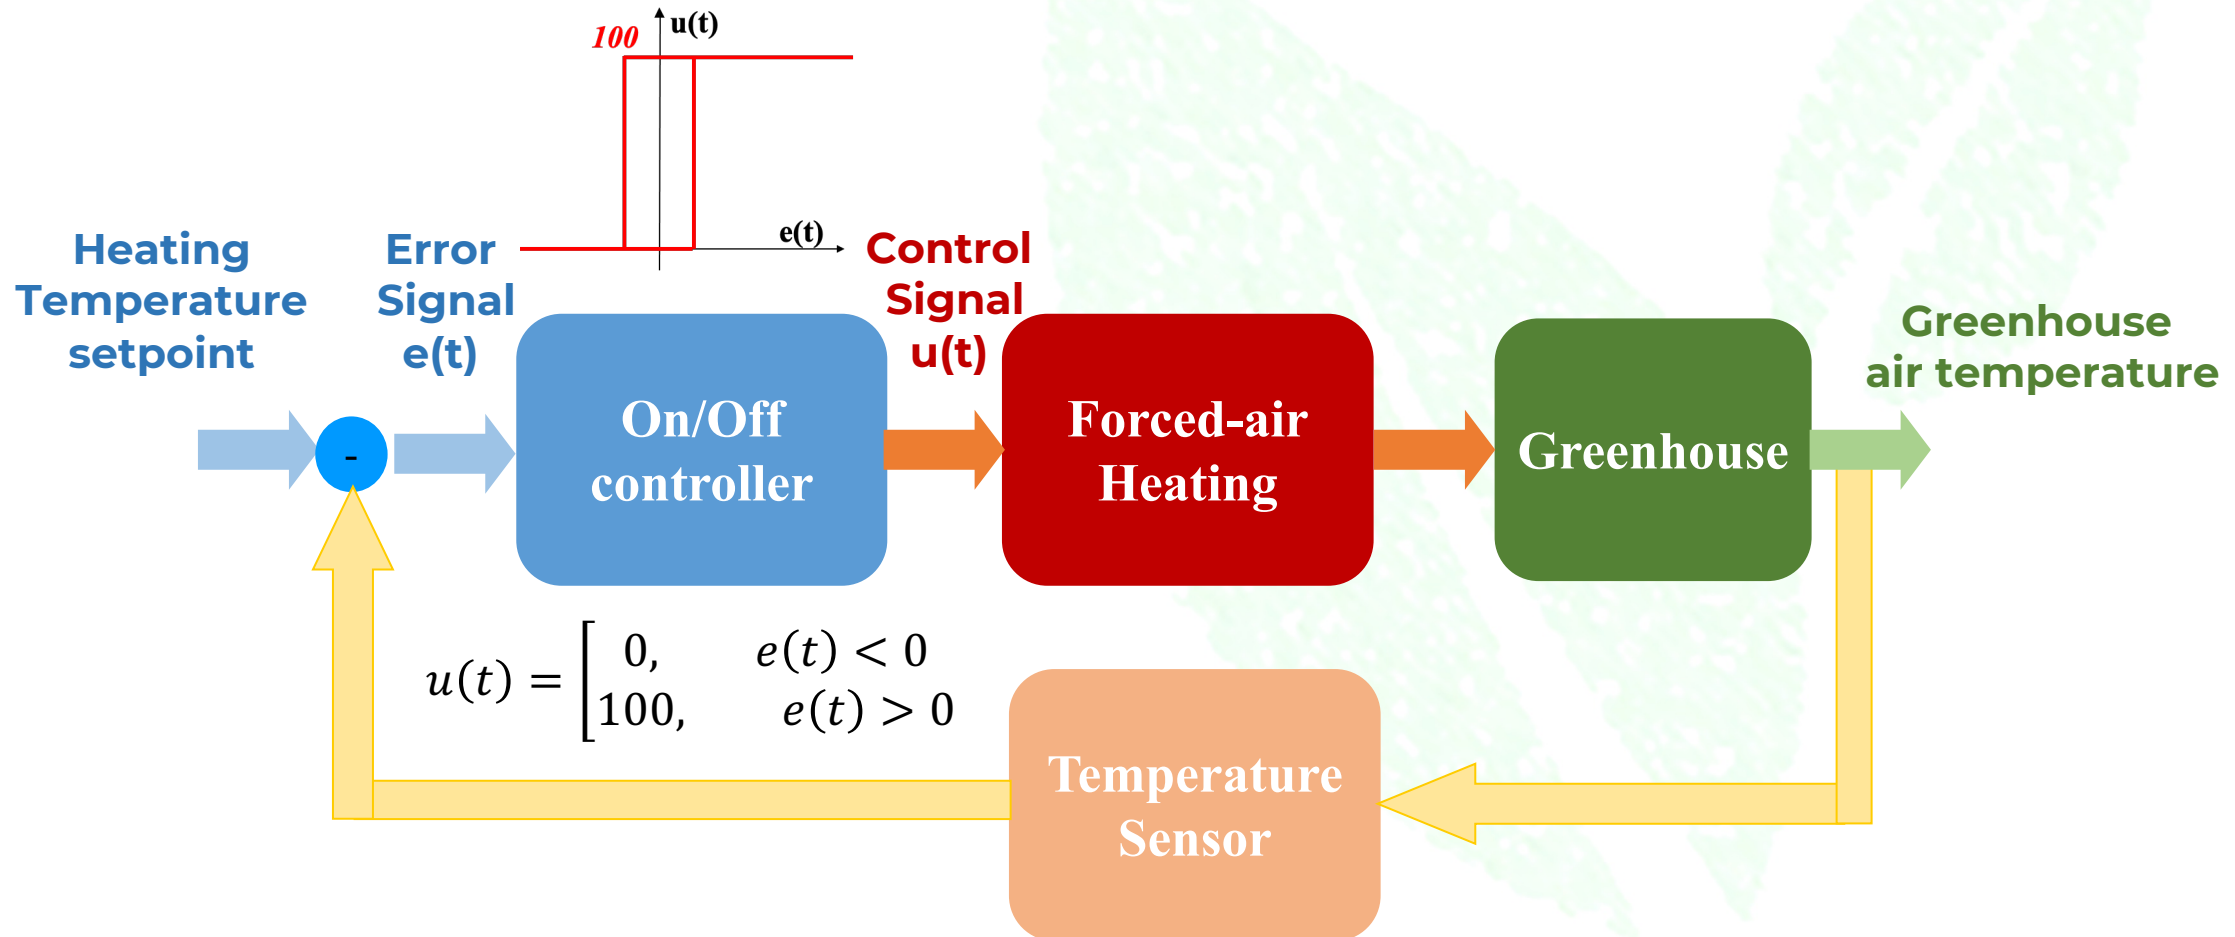 100
u(t)
e(t)
Heating
Temperature
setpoint
Error
Signal
e(t)
Control
Signal
u(t)
Greenhouse
air temperature
-
On/Off
controller
Forced-air
Heating
Greenhouse
u(t) = [ 0, e(t) < 0
100, e(t) > 0
Temperature
Sensor